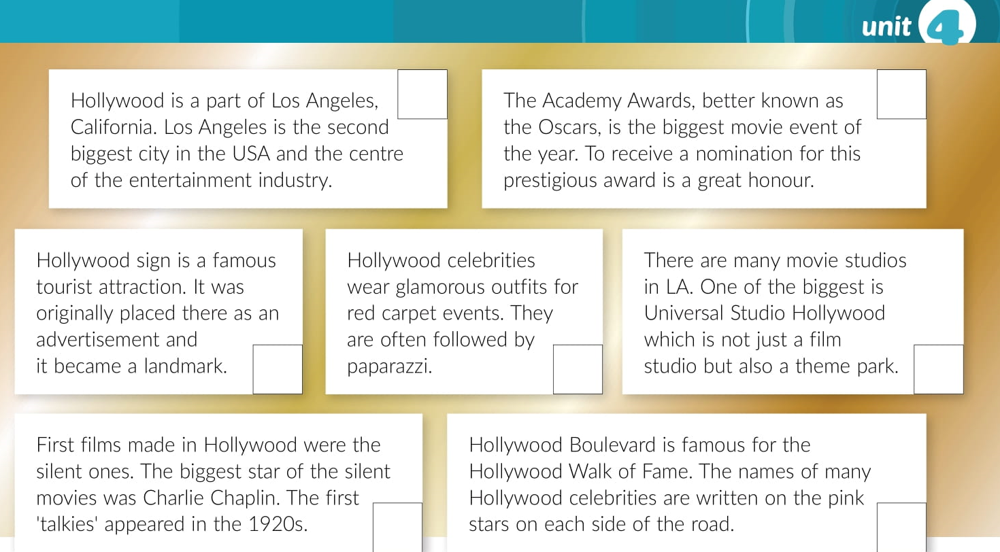 unit 4
Hollywood is a part of Los Angeles,
California. Los Angeles is the second
biggest city in the USA and the centre
of the entertainment industry.
The Academy Awards, better known as
the Oscars, is the biggest movie event of
the year. To receive a nomination for this
prestigious award is a great honour.
Hollywood sign is a famous
tourist attraction. It was
originally placed there as an
advertisement and
it became a landmark.
Hollywood celebrities
wear glamorous outfits for
red carpet events. They
are often followed by
paparazzi.
There are many movie studios
in LA. One of the biggest is
Universal Studio Hollywood
which is not just a film
studio but also a theme park.
First films made in Hollywood were the
silent ones. The biggest star of the silent
movies was Charlie Chaplin. The first
'talkies' appeared in the 1920s.
Hollywood Boulevard is famous for the
Hollywood Walk of Fame. The names of many
Hollywood celebrities are written on the pink
stars on each side of the road.